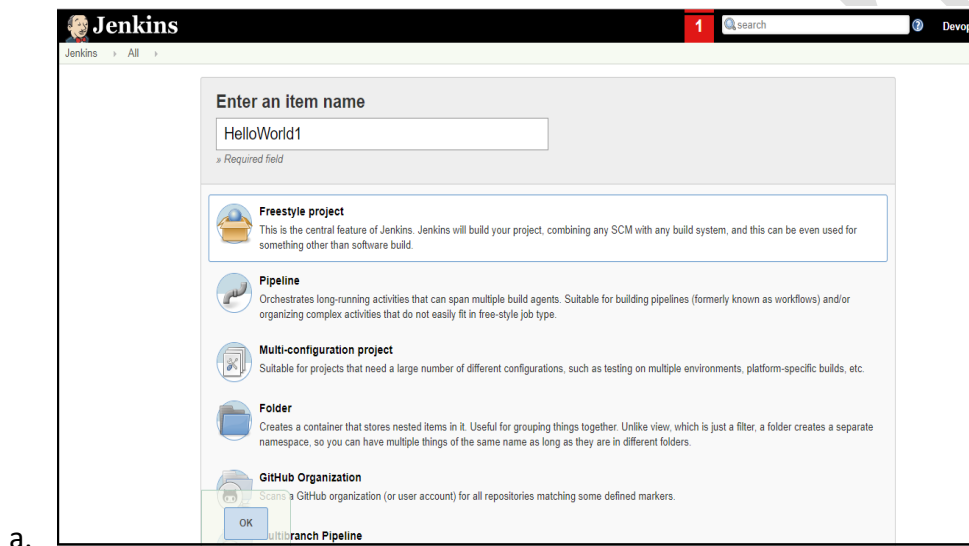 Jenkins
1
search
Devop
Jenkins All
Enter an item name
HelloWorld1
» Required field
Freestyle project
This is the central feature of Jenkins. Jenkins will build your project, combining any SCM with any build system, and this can be even used for
something other than software build.
Pipeline
Orchestrates long-running activities that can span multiple build agents. Suitable for building pipelines (formerly known as workflows) and/or
organizing complex activities that do not easily fit in free-style job type.
Multi-configuration project
Suitable for projects that need a large number of different configurations, such as testing on multiple environments, platform-specific builds, etc.
Folder
Creates a container that stores nested items in it. Useful for grouping things together. Unlike view, which is just a filter, a folder creates a separate
namespace, so you can have multiple things of the same name as long as they are in different folders.
GitHub Organization
Scans a GitHub organization (or user account) for all repositories matching some defined markers.
OK
Multibranch Pipeline
a.